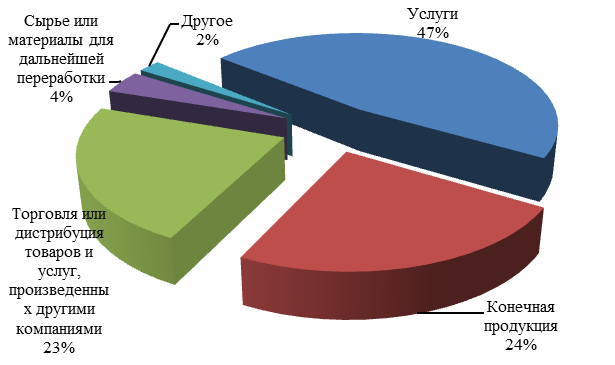 Услуги
47%
Конечная
продукция
24%
Торговля или
дистрибуция
товаров и
услуг,
произведенны
х другими
компаниями
23%
Сырье или
материалы для
дальнейшей
переработки
4%
Другое
2%